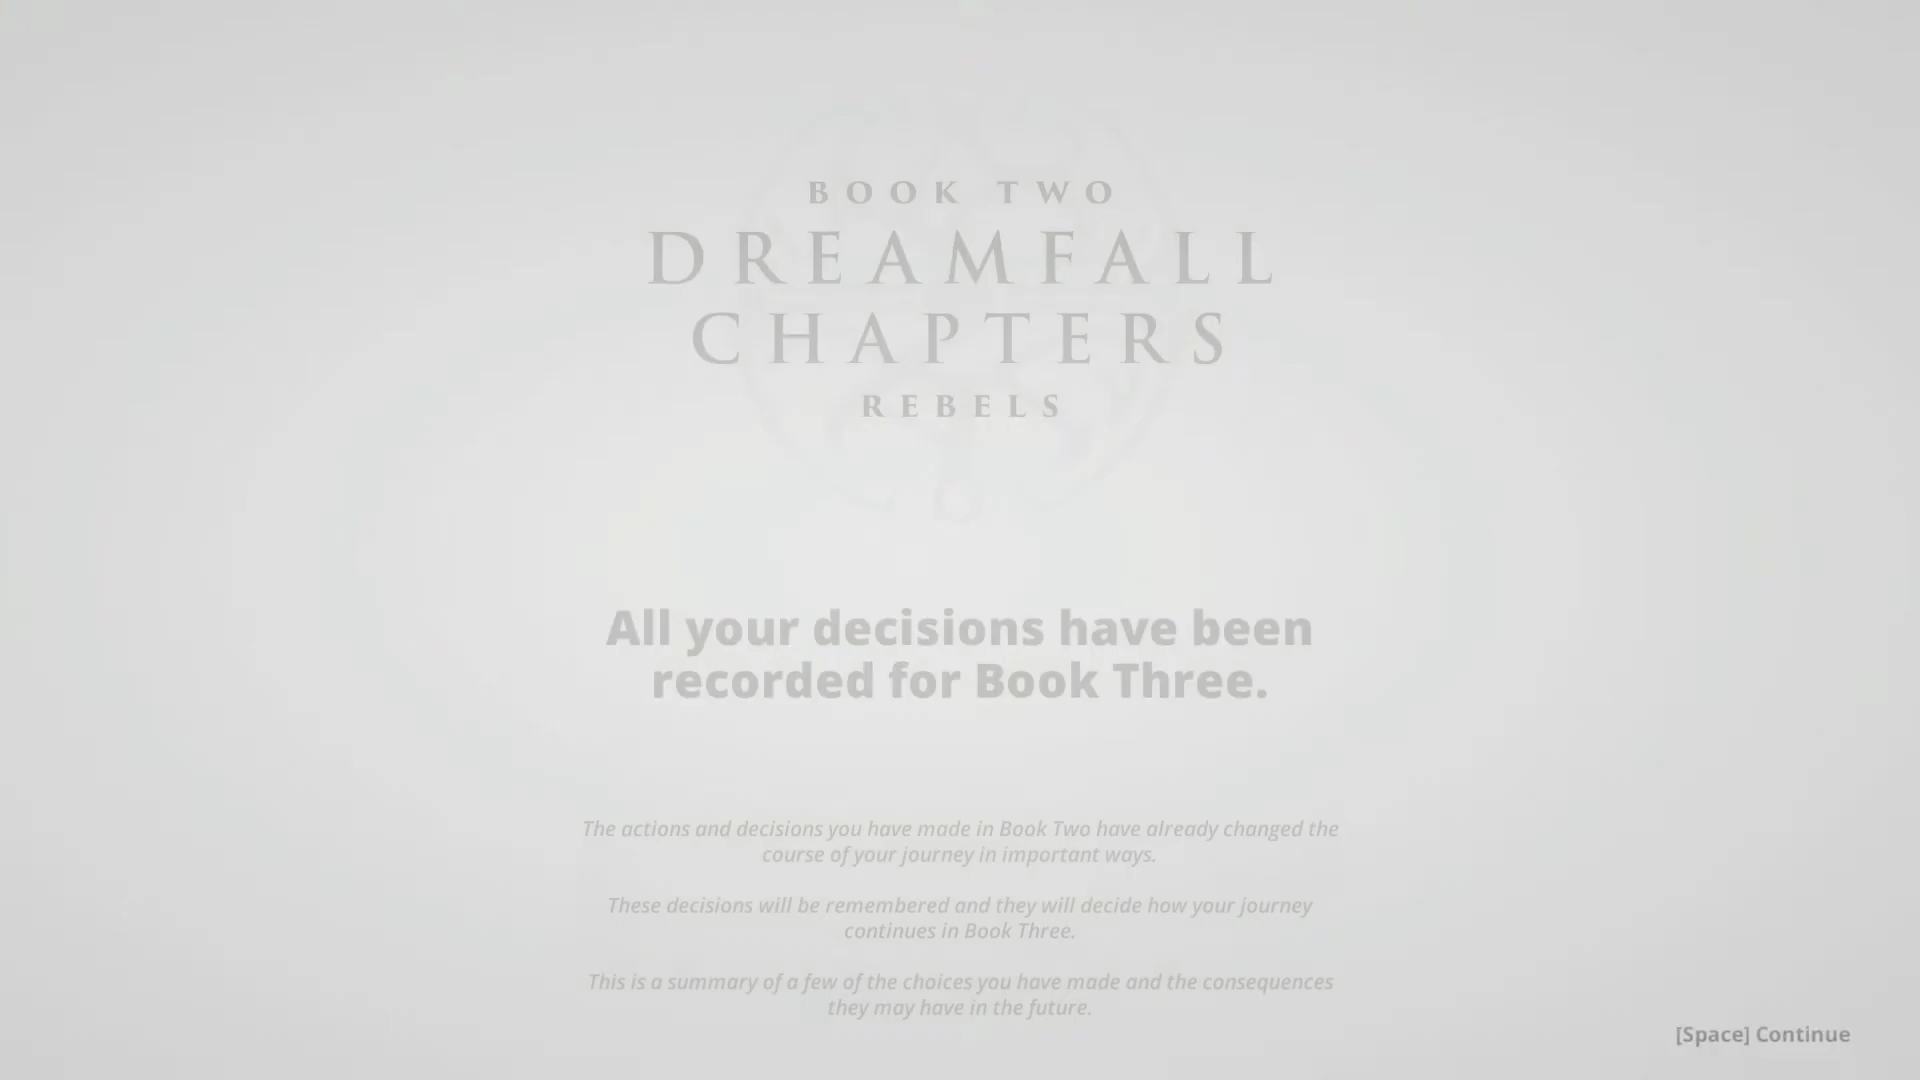 BOOK TWO
DREAMFALL
CHAPTERS
REBELS
All your decisions have been
recorded for Book Three.
The actions and decisions you have made in Book Two have already changed the
course of your journey in important ways.
These decisions will be remembered and they will decide how your journey
continues in Book Three.
This is a summary of a few of the choices you have made and the consequences
they may have in the future.
[Space] Continue